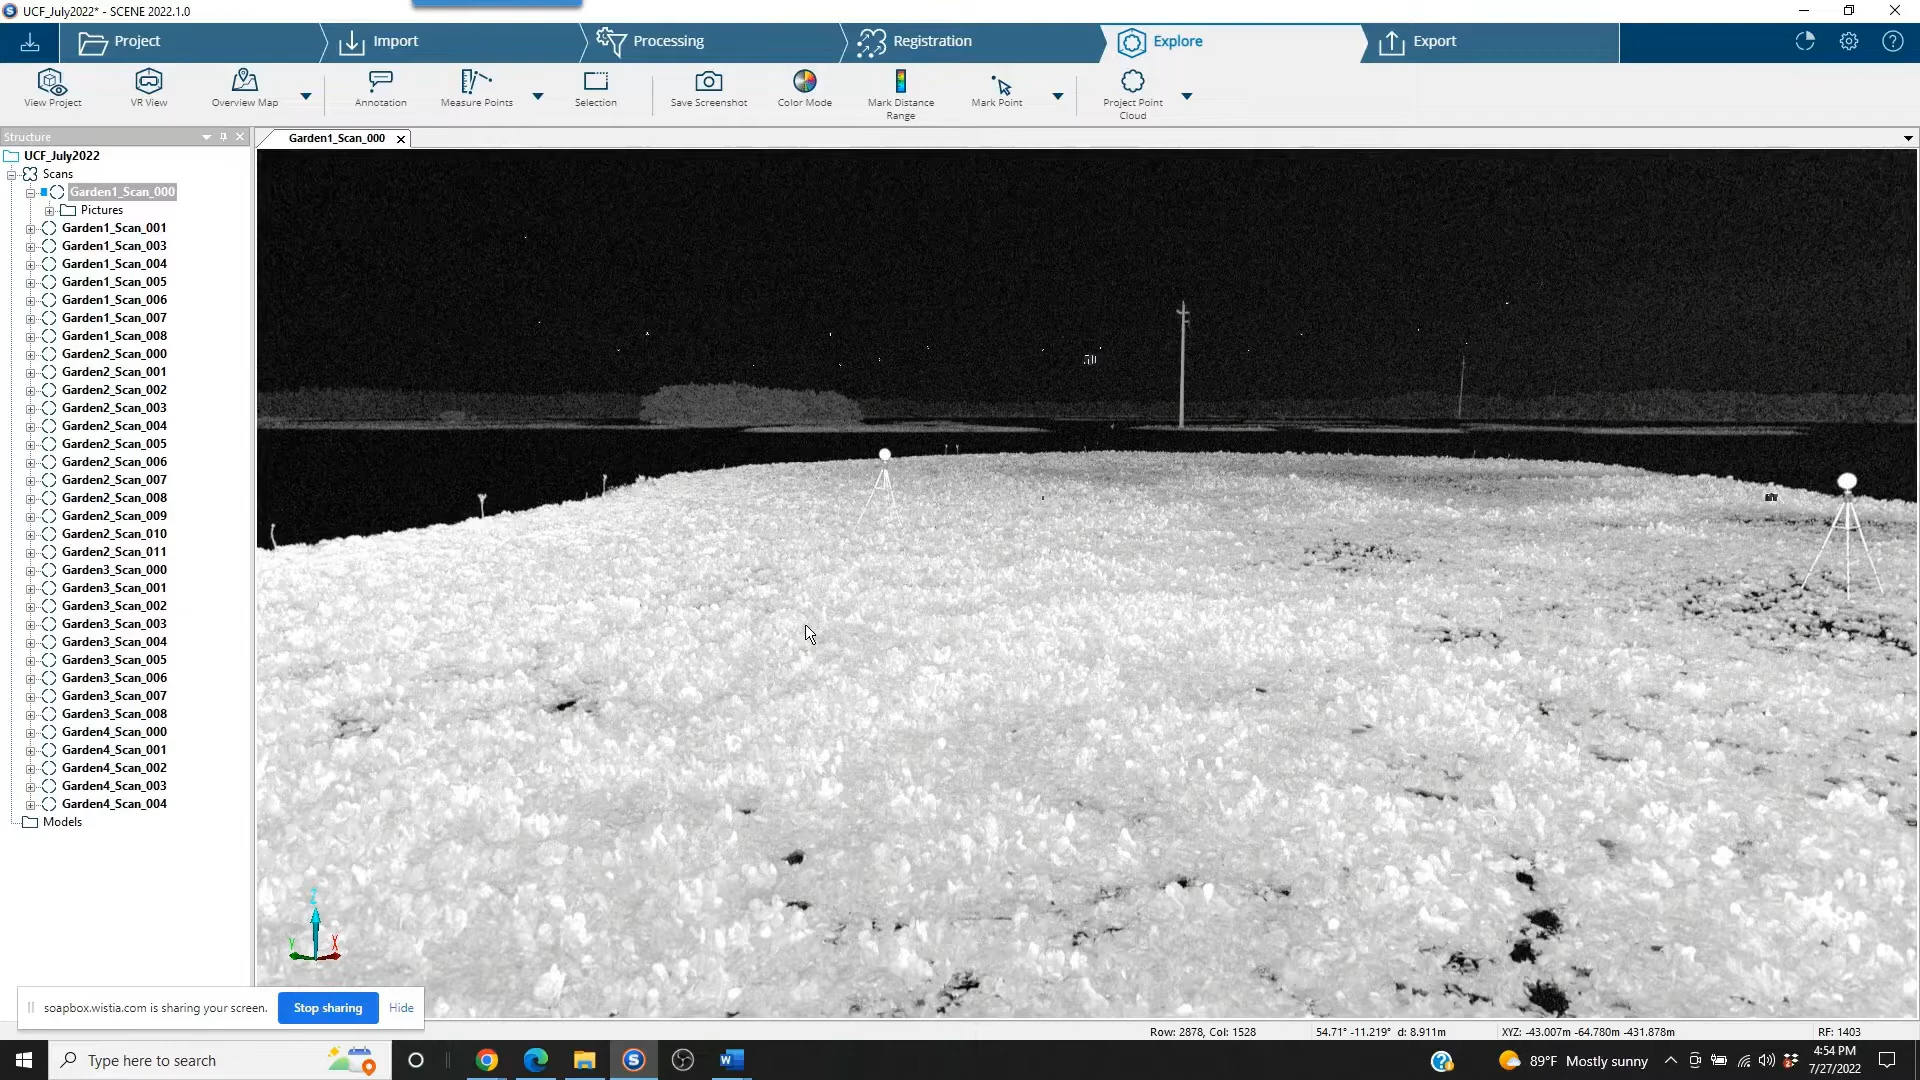 UCF_July2022* - SCENE 2022.1.0
Project
Import
Processing
Registration
Explore
Export
View Project
VR View
Overview Map
Annotation
Measure Points
Selection
Save Screenshot
Color Mode
Mark Distance
Range
Mark Point
Project Point
Cloud
Structure
Garden1_Scan_000
UCF_July2022
Scans
Garden1_Scan_000
Pictures
Garden1_Scan_001
Garden1_Scan_003
Garden1_Scan_004
Garden1_Scan_005
Garden1_Scan_006
Garden1_Scan_007
Garden1_Scan_008
Garden2_Scan_000
Garden2_Scan_001
Garden2_Scan_002
Garden2_Scan_003
Garden2_Scan_004
Garden2_Scan_005
Garden2_Scan_006
Garden2_Scan_007
Garden2_Scan_008
Garden2_Scan_009
Garden2_Scan_010
Garden2_Scan_011
Garden3_Scan_000
Garden3_Scan_001
Garden3_Scan_002
Garden3_Scan_003
Garden3_Scan_004
Garden3_Scan_005
Garden3_Scan_006
Garden3_Scan_007
Garden3_Scan_008
Garden4_Scan_000
Garden4_Scan_001
Garden4_Scan_002
Garden4_Scan_003
Garden4_Scan_004
Models
Z
Y X
soapbox.wistia.com is sharing your screen. Stop sharing Hide
Row: 2878, Col: 1528 54.71° -11.219° d: 8.911m XYZ: -43.007m -64.780m -431.878m RF: 1403
Type here to search
89°F Mostly sunny
4:54 PM
7/27/2022